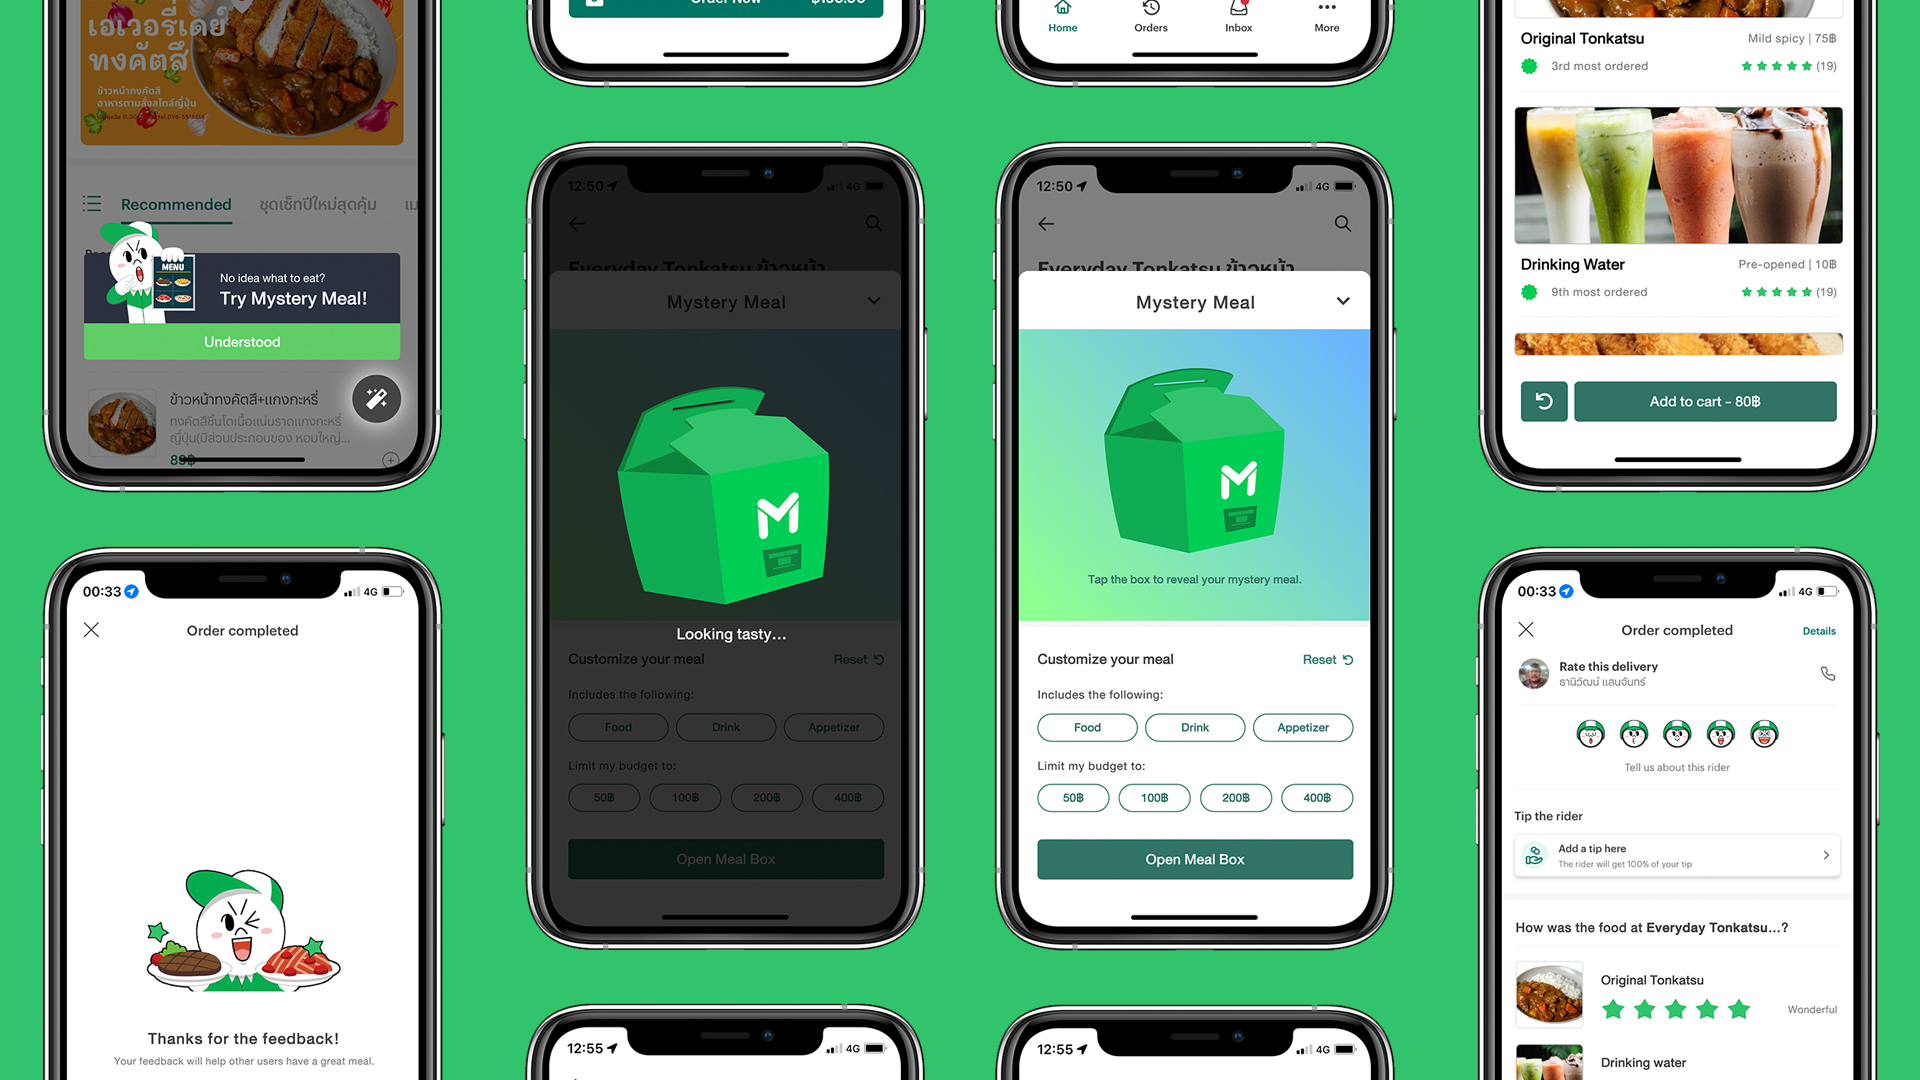 เอเวอรี่เดย์
ทงคัตสึ
ข้าวหน้าทงคัตสึ
อาหารตามสั่งสไตล์ญี่ปุ่น
Recommended
ชุดเซ็ทปีใหม่สุดคุ้ม
เม
MENU
No idea what to eat?
Try Mystery Meal!
Understood
ข้าวหน้าทงคัตสึ+แกงกะหรี่
ทงคัตสึชิ้นโตเนื้อแน่นราดแกงกะหรี่
ญี่ปุ่น(มีส่วนประกอบของ หอมใหญ่...
89฿
00:33
4G
Order completed
Thanks for the feedback!
Your feedback will help other users have a great meal.
Order Now
12:50
4G
Everyday Tonkatsu ข้าวหน้า
Mystery Meal
M
Looking tasty...
Customize your meal
Reset
Includes the following:
Food
Drink
Appetizer
Limit my budget to:
50฿
100฿
200฿
400฿
Open Meal Box
12:55
4G
Home
Orders
Inbox
More
12:50
4G
Everyday Tonkatsu ข้าวหน้า
Mystery Meal
M
Tap the box to reveal your mystery meal.
Customize your meal
Reset
Includes the following:
Food
Drink
Appetizer
Limit my budget to:
50฿
100฿
200฿
400฿
Open Meal Box
12:55
4G
Original Tonkatsu
Mild spicy | 75฿
3rd most ordered
(19)
Drinking Water
Pre-opened | 10฿
9th most ordered
(19)
Add to cart - 80฿
00:33
4G
Order completed
Details
Rate this delivery
ธานิวัฒน์ แสนจันทร์
Tell us about this rider
Tip the rider
Add a tip here
The rider will get 100% of your tip
How was the food at Everyday Tonkatsu...?
Original Tonkatsu
Wonderful
Drinking water